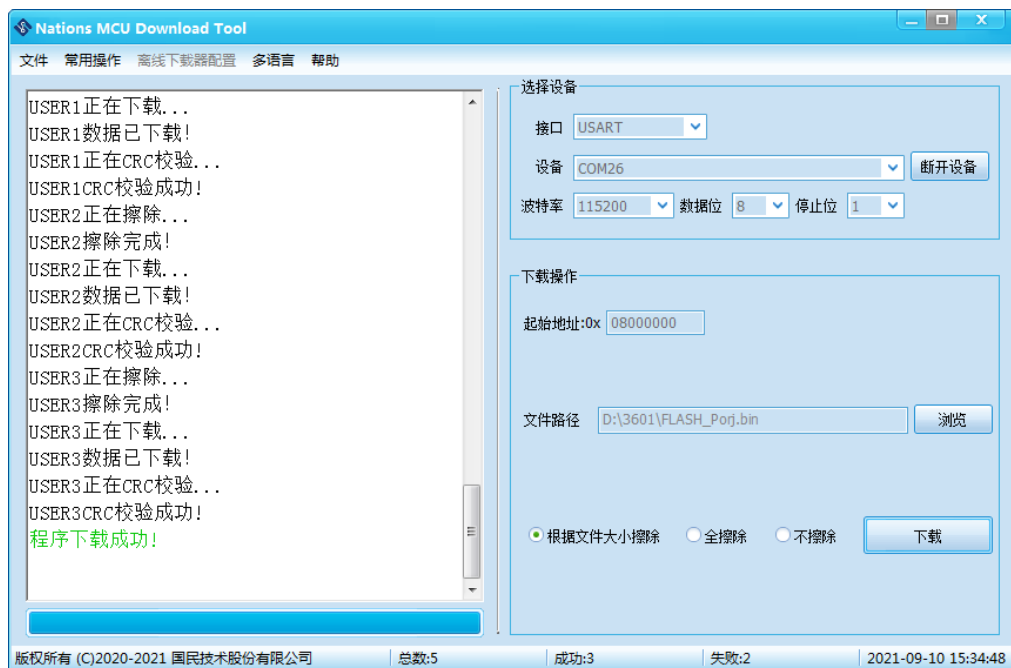 Nations MCU Download Tool
文件 常用操作 离线下载器配置 多语言 帮助
USER1正在下载...
USER1数据已下载!
USER1正在CRC校验...
USER1CRC校验成功!
USER2正在擦除...
USER2擦除完成!
USER2正在下载...
USER2数据已下载!
USER2正在CRC校验...
USER2CRC校验成功!
USER3正在擦除...
USER3擦除完成!
USER3正在下载...
USER3数据已下载!
USER3正在CRC校验...
USER3CRC校验成功!
程序下载成功!
选择设备
接口 USART
设备 COM26 断开设备
波特率 115200 数据位 8 停止位 1
下载操作
起始地址:0x 08000000
文件路径 D:\3601\FLASH_Porj.bin 浏览
根据文件大小擦除 全擦除 不擦除 下载
版权所有 (C)2020-2021 国民技术股份有限公司 总数:5 成功:3 失败:2 2021-09-10 15:34:48